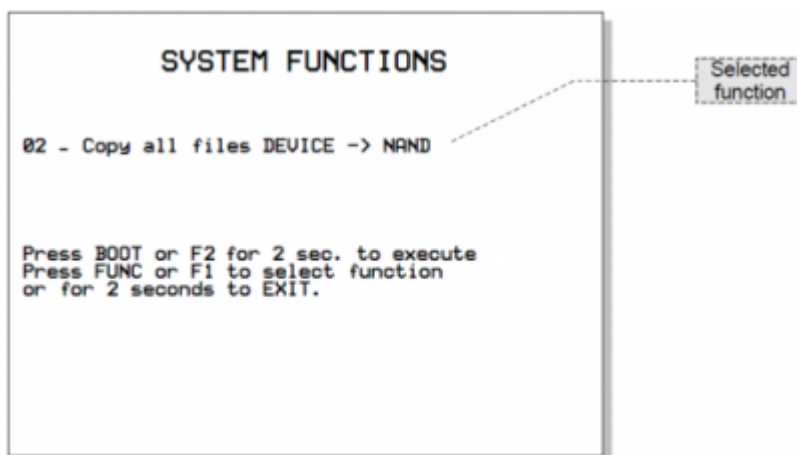 SYSTEM FUNCTIONS
Selected
function
02 - Copy all files DEVICE -> NAND
Press BOOT or F2 for 2 sec. to execute
Press FUNC or F1 to select function
or for 2 seconds to EXIT.